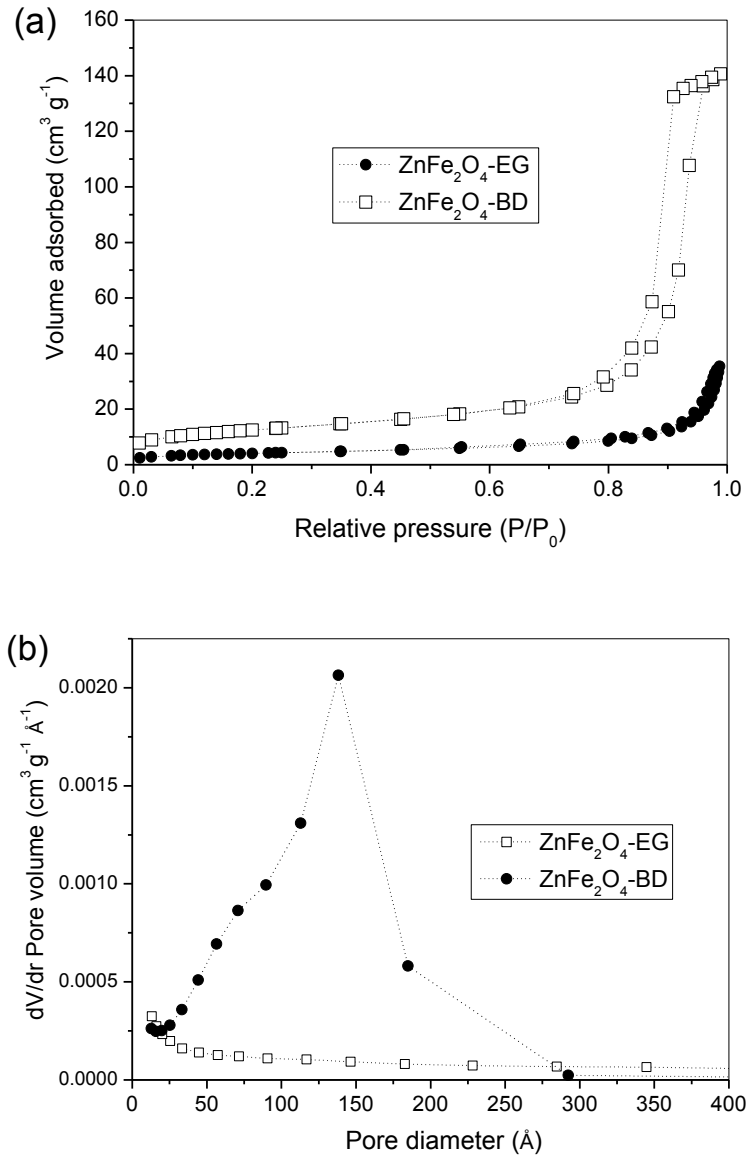 (a)
160
140
120
100
80
60
40
20
0
Volume adsorbed (cm³ g⁻¹)
ZnFe₂O₄-EG
ZnFe₂O₄-BD
0.0 0.2 0.4 0.6 0.8 1.0
Relative pressure (P/P₀)
(b)
0.0020
0.0015
0.0010
0.0005
0.0000
dV/dr Pore volume (cm³ g⁻¹ Å⁻¹)
ZnFe₂O₄-EG
ZnFe₂O₄-BD
0 50 100 150 200 250 300 350 400
Pore diameter (Å)